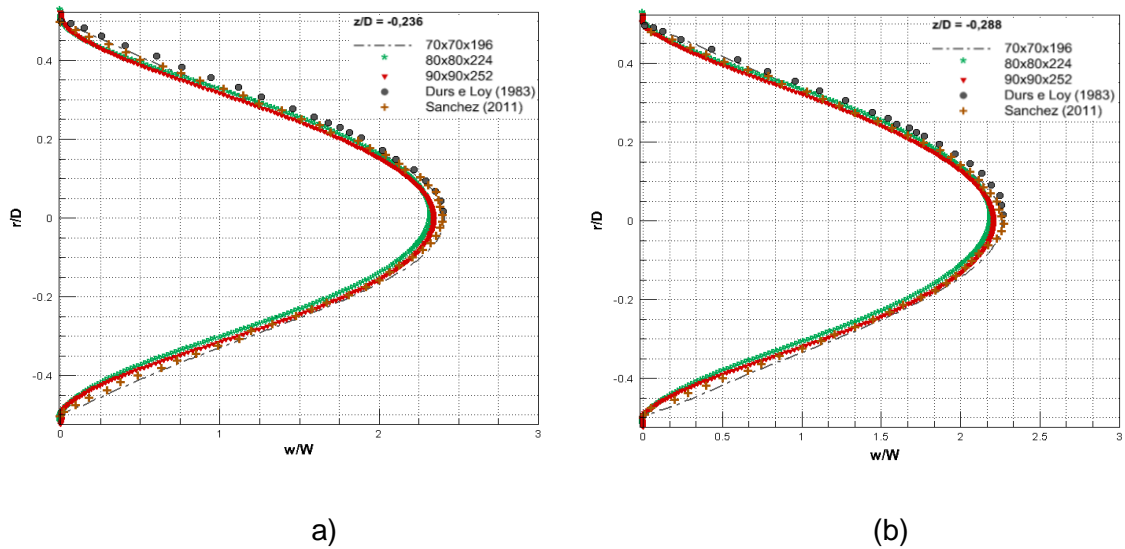 z/D = -0,236
70x70x196
80x80x224
90x90x252
Durs e Loy (1983)
Sanchez (2011)
0.4
0.2
0
-0.2
-0.4
r/D
0
1
2
3
w/W
a)
z/D = -0,288
70x70x196
80x80x224
90x90x252
Durs e Loy (1983)
Sanchez (2011)
0.4
0.2
0
-0.2
-0.4
r/D
0
0.5
1
1.5
2
2.5
3
w/W
(b)